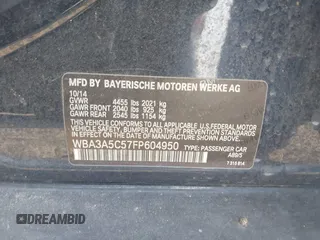 MFD BY BAYERISCHE MOTOREN WERKE AG
10/14
GVWR 4455 lbs 2021 kg
GAWR FRONT 2040 lbs 925 kg
GAWR REAR 2545 lbs 1154 kg
THIS VEHICLE CONFORMS TO ALL APPLICABLE U.S. FEDERAL MOTOR
VEHICLE SAFETY, BUMPER, AND THEFT PREVENTION STANDARDS
IN EFFECT ON THE DATE OF MANUFACTURE SHOWN ABOVE.
WBA3A5C57FP604950 TYPE: PASSENGER CAR
DREAMBID